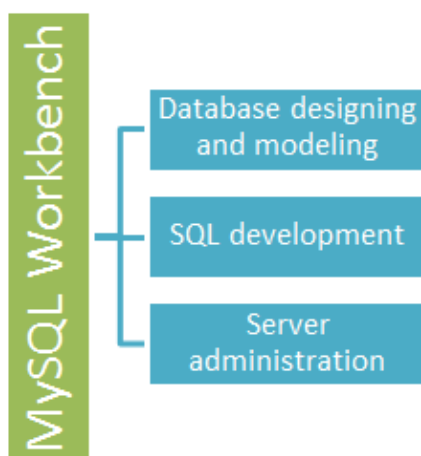 MySQL Workbench
Database designing
and modeling
SQL development
Server
administration